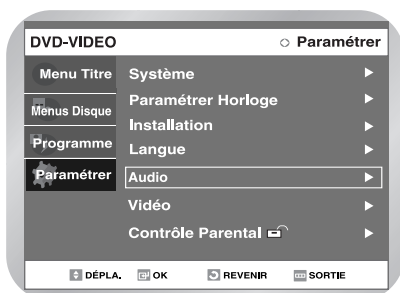 DVD-VIDEO Paramétrer
Menu Titre
Menus Disque
Programme
Paramétrer
Système
Paramétrer Horloge
Installation
Langue
Audio
Vidéo
Contrôle Parental
DÉPLA. OK REVENIR SORTIE